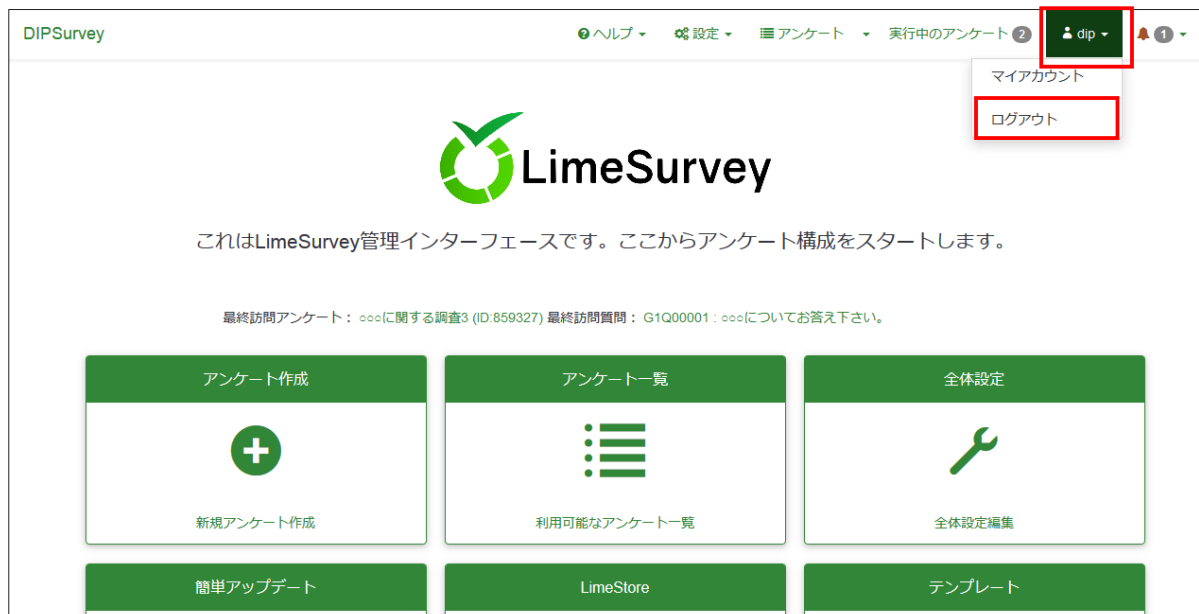 DIPSurvey ヘルプ 設定 アンケート 実行中のアンケート 2 dip 1
マイアカウント
ログアウト
LimeSurvey
これはLimeSurvey管理インターフェースです。ここからアンケート構成をスタートします。
最終訪問アンケート： ○○○に関する調査3 (ID:859327) 最終訪問質問： G1Q00001 : ○○○についてお答え下さい。
アンケート作成 アンケート一覧 全体設定
新規アンケート作成 利用可能なアンケート一覧 全体設定編集
簡単アップデート LimeStore テンプレート